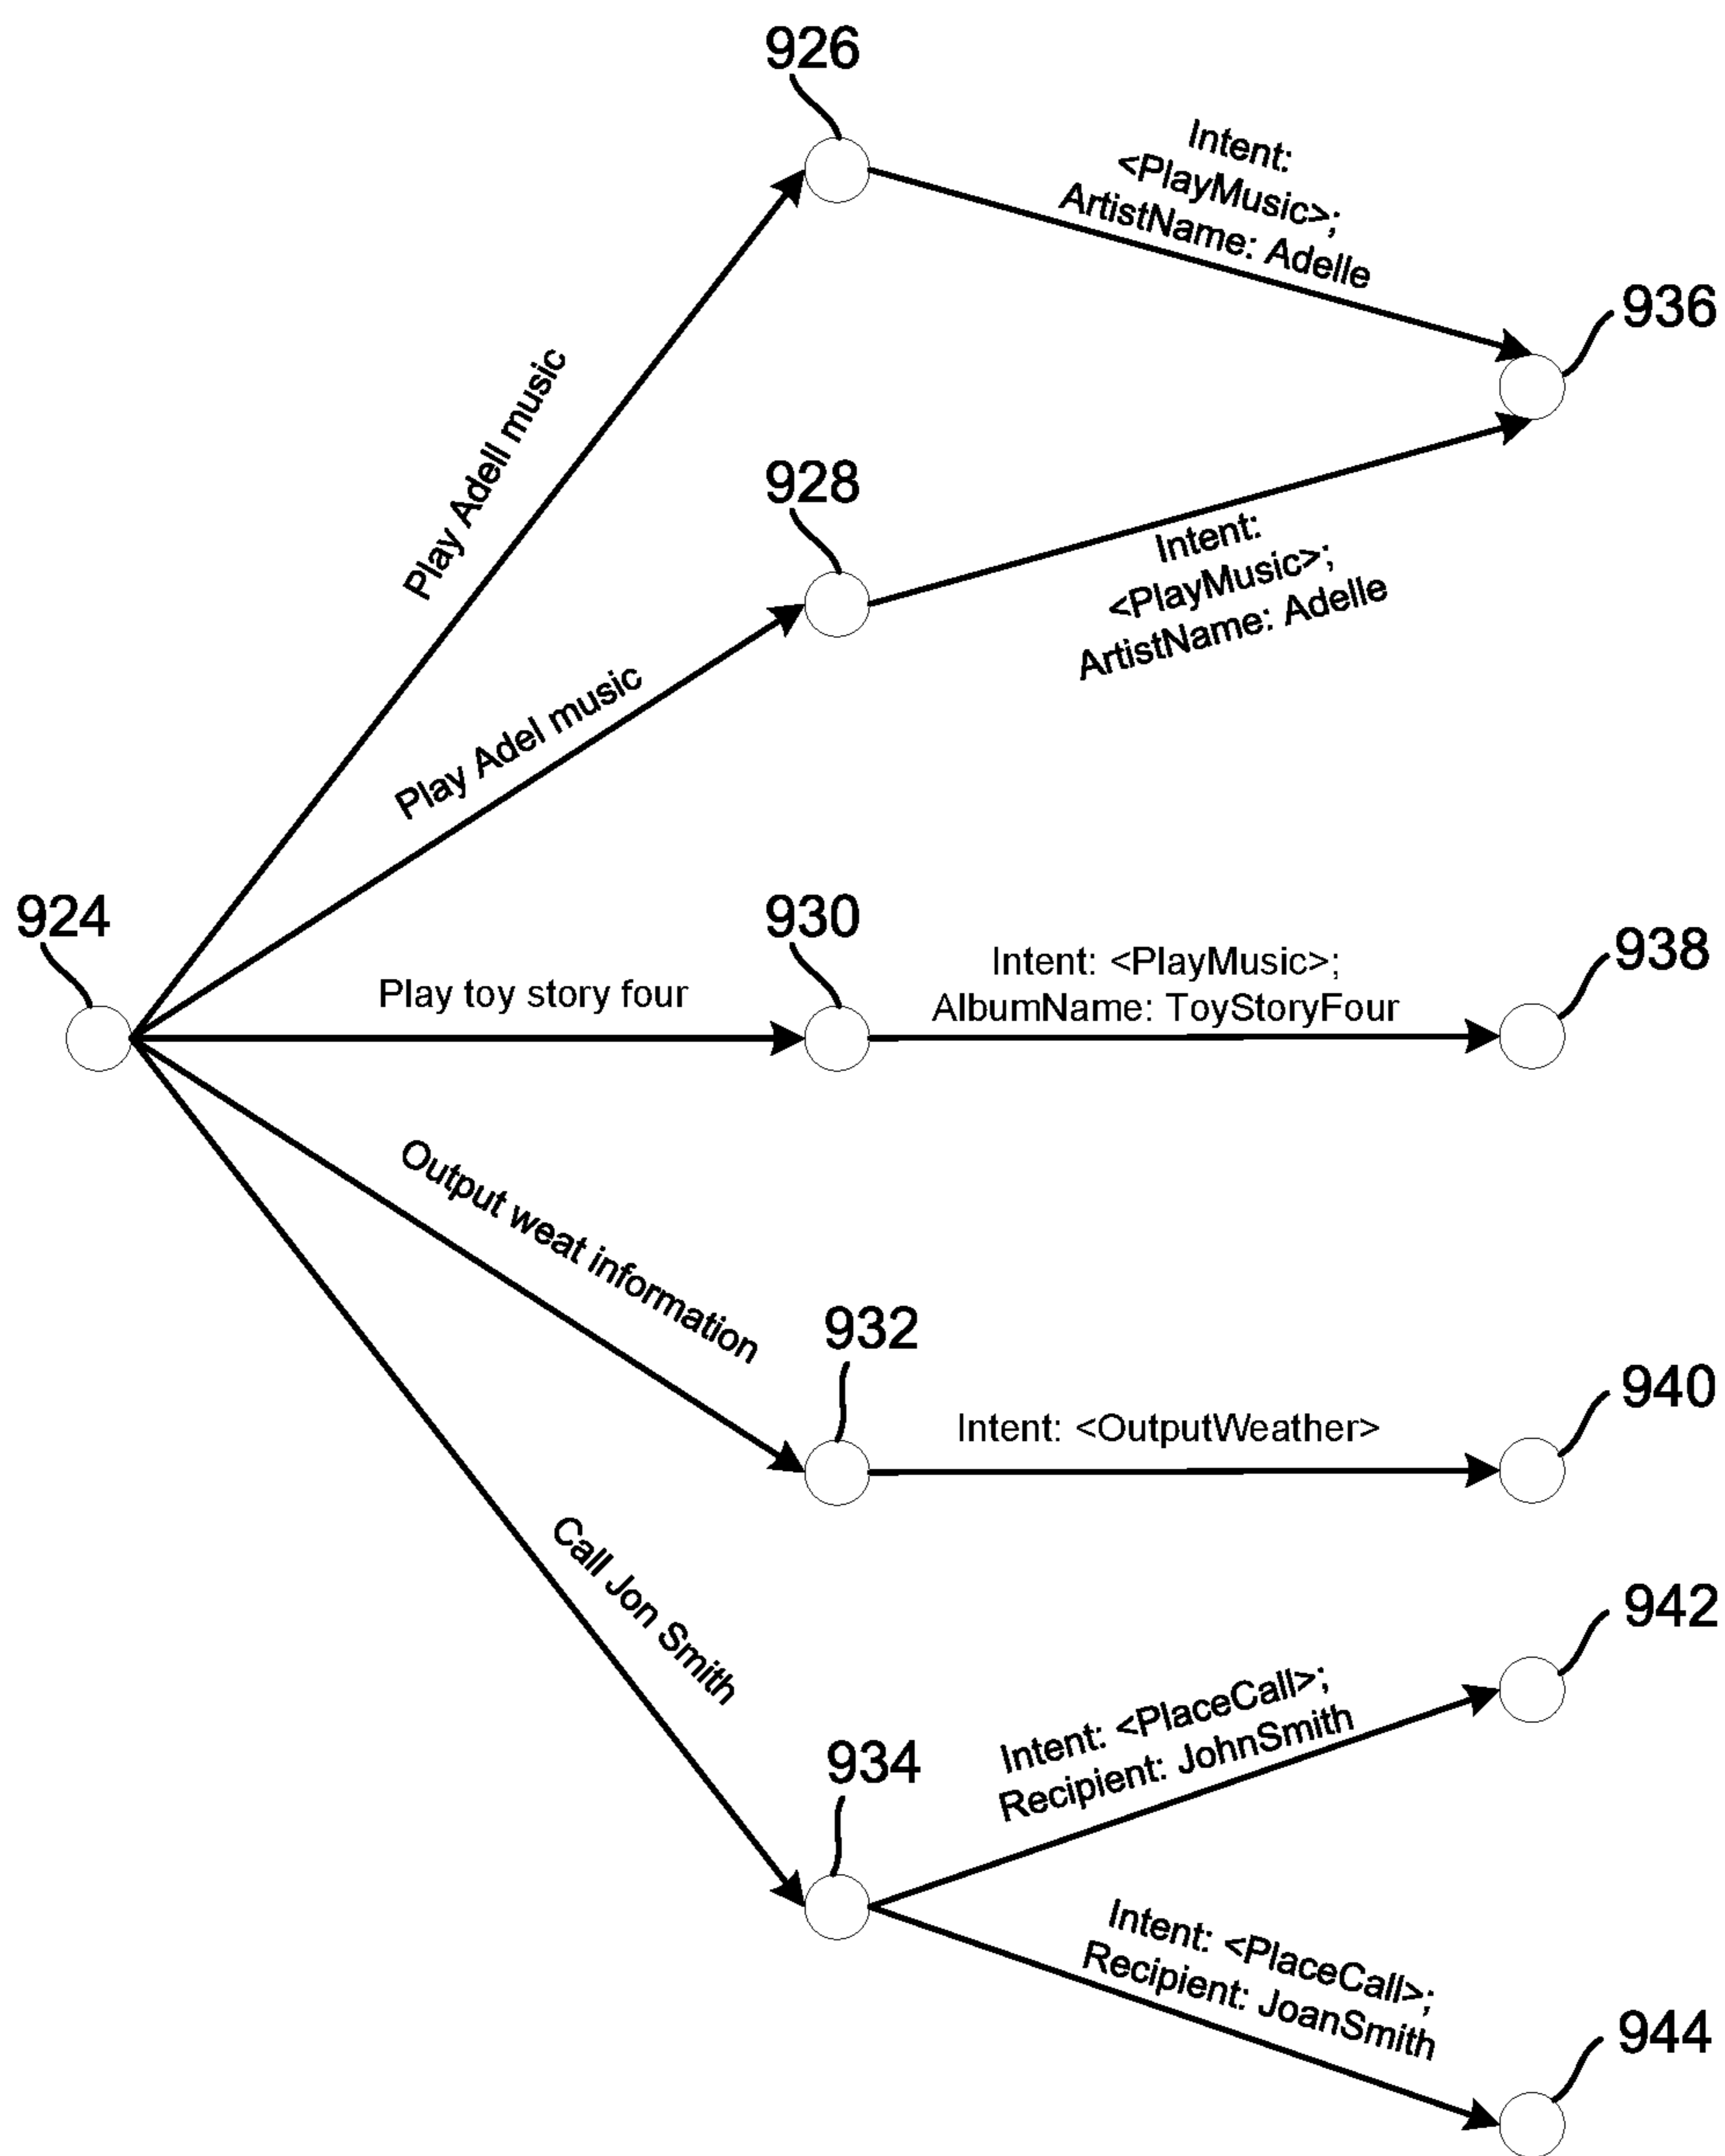 926
Intent:
<PlayMusic>;
ArtistName: Adelle
936
Play Adell music
928
Intent:
<PlayMusic>;
ArtistName: Adelle
Play Adel music
924
930
938
Play toy story four
Intent: <PlayMusic>;
AlbumName: ToyStoryFour
Output weat information
932
940
Intent: <OutputWeather>
Call Jon Smith
942
934
Intent: <PlaceCall>;
Recipient: JohnSmith
Intent: <PlaceCall>;
Recipient: JoanSmith
944